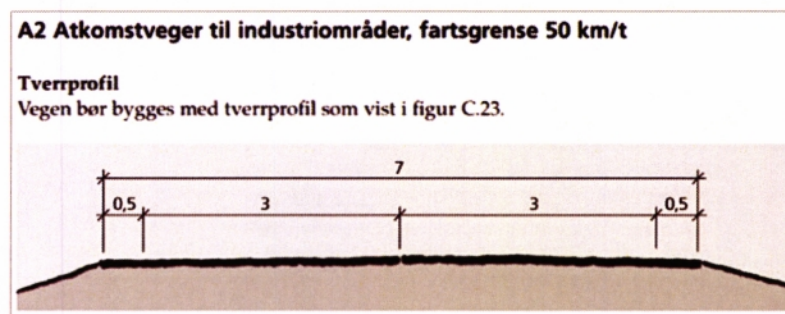 A2 Atkomstveger til industriområder, fartsgrense 50 km/t
Tverrprofil
Vegen bør bygges med tverrprofil som vist i figur C.23.
7
0,5 3 3 0,5